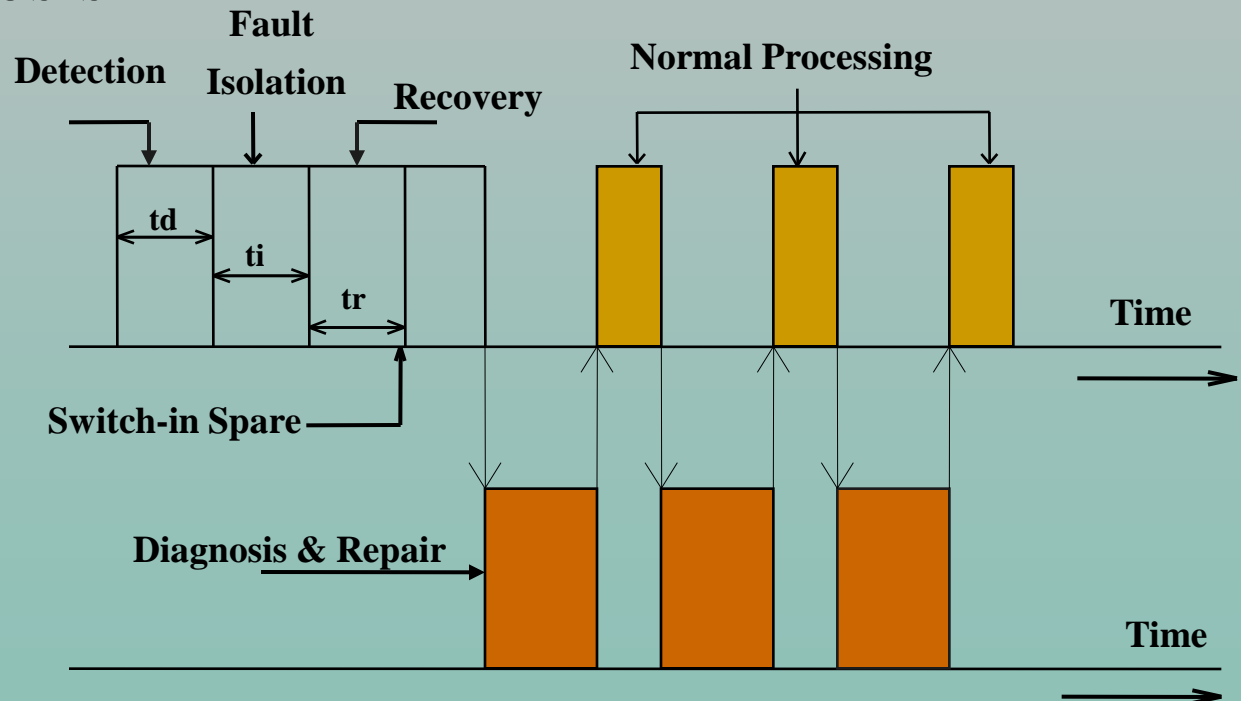 Fault
Detection
Isolation
Recovery
Normal Processing
td
ti
tr
Time
Switch-in Spare
Diagnosis & Repair
Time